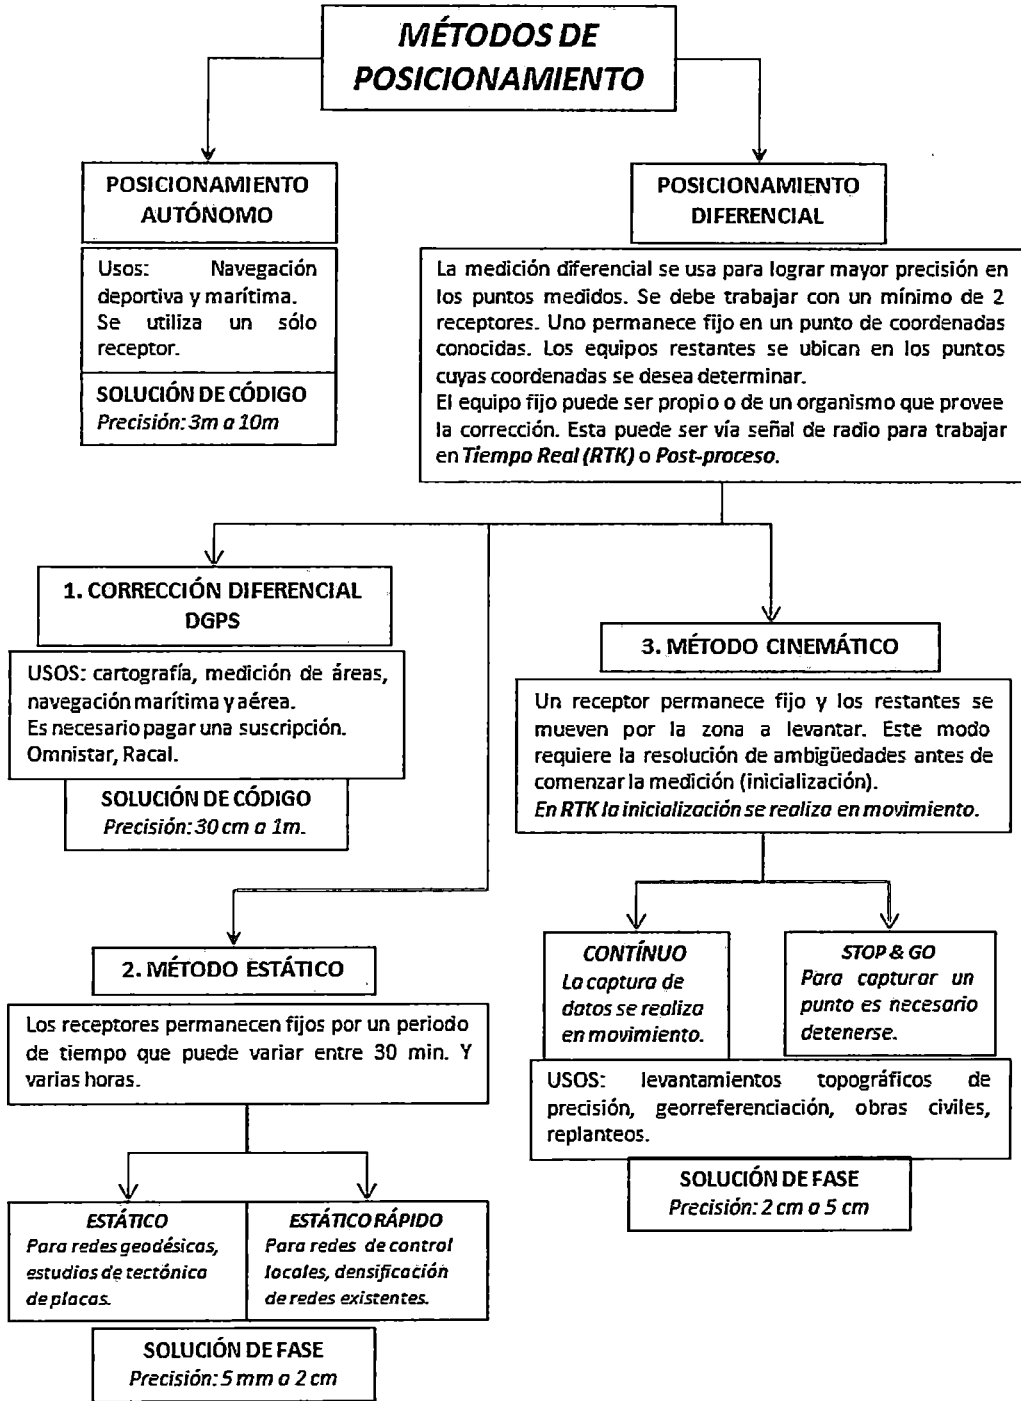 MÉTODOS DE
POSICIONAMIENTO
POSICIONAMIENTO
AUTÓNOMO
Usos: Navegación
deportiva y marítima.
Se utiliza un sólo
receptor.
SOLUCIÓN DE CÓDIGO
Precisión: 3m a 10m
POSICIONAMIENTO
DIFERENCIAL
La medición diferencial se usa para lograr mayor precisión en
los puntos medidos. Se debe trabajar con un mínimo de 2
receptores. Uno permanece fijo en un punto de coordenadas
conocidas. Los equipos restantes se ubican en los puntos
cuyas coordenadas se desea determinar.
El equipo fijo puede ser propio o de un organismo que provee
la corrección. Esta puede ser vía señal de radio para trabajar
en Tiempo Real (RTK) o Post-proceso.
1. CORRECCIÓN DIFERENCIAL
DGPS
USOS: cartografía, medición de áreas,
navegación marítima y aérea.
Es necesario pagar una suscripción.
Omnistar, Racal.
SOLUCIÓN DE CÓDIGO
Precisión: 30 cm a 1m.
2. MÉTODO ESTÁTICO
Los receptores permanecen fijos por un periodo
de tiempo que puede variar entre 30 min. Y
varias horas.
ESTÁTICO
Para redes geodésicas,
estudios de tectónica
de placas.
ESTÁTICO RÁPIDO
Para redes de control
locales, densificación
de redes existentes.
SOLUCIÓN DE FASE
Precisión: 5 mm a 2 cm
3. MÉTODO CINEMÁTICO
Un receptor permanece fijo y los restantes se
mueven por la zona a levantar. Este modo
requiere la resolución de ambigüedades antes de
comenzar la medición (inicialización).
En RTK la inicialización se realiza en movimiento.
CONTÍNUO
La captura de
datos se realiza
en movimiento.
STOP & GO
Para capturar un
punto es necesario
detenerse.
USOS: levantamientos topográficos de
precisión, georreferenciación, obras civiles,
replanteos.
SOLUCIÓN DE FASE
Precisión: 2 cm a 5 cm